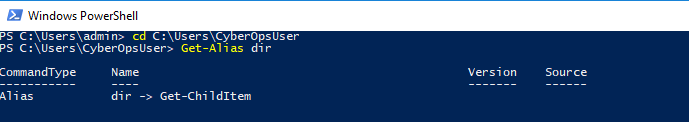 Windows PowerShell
PS C:\Users\admin> cd C:\Users\CyberOpsUser
PS C:\Users\CyberOpsUser> Get-Alias dir
CommandType     Name                                               Version    Source
-----------     ----                                               -------    ------
Alias           dir -> Get-ChildItem